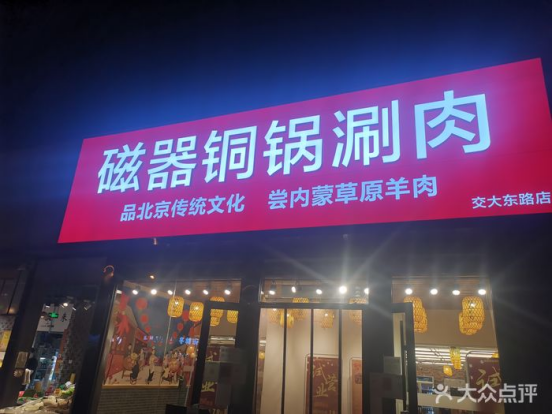 磁器铜锅涮肉
品北京传统文化 尝内蒙草原羊肉
交大东路店
大众点评